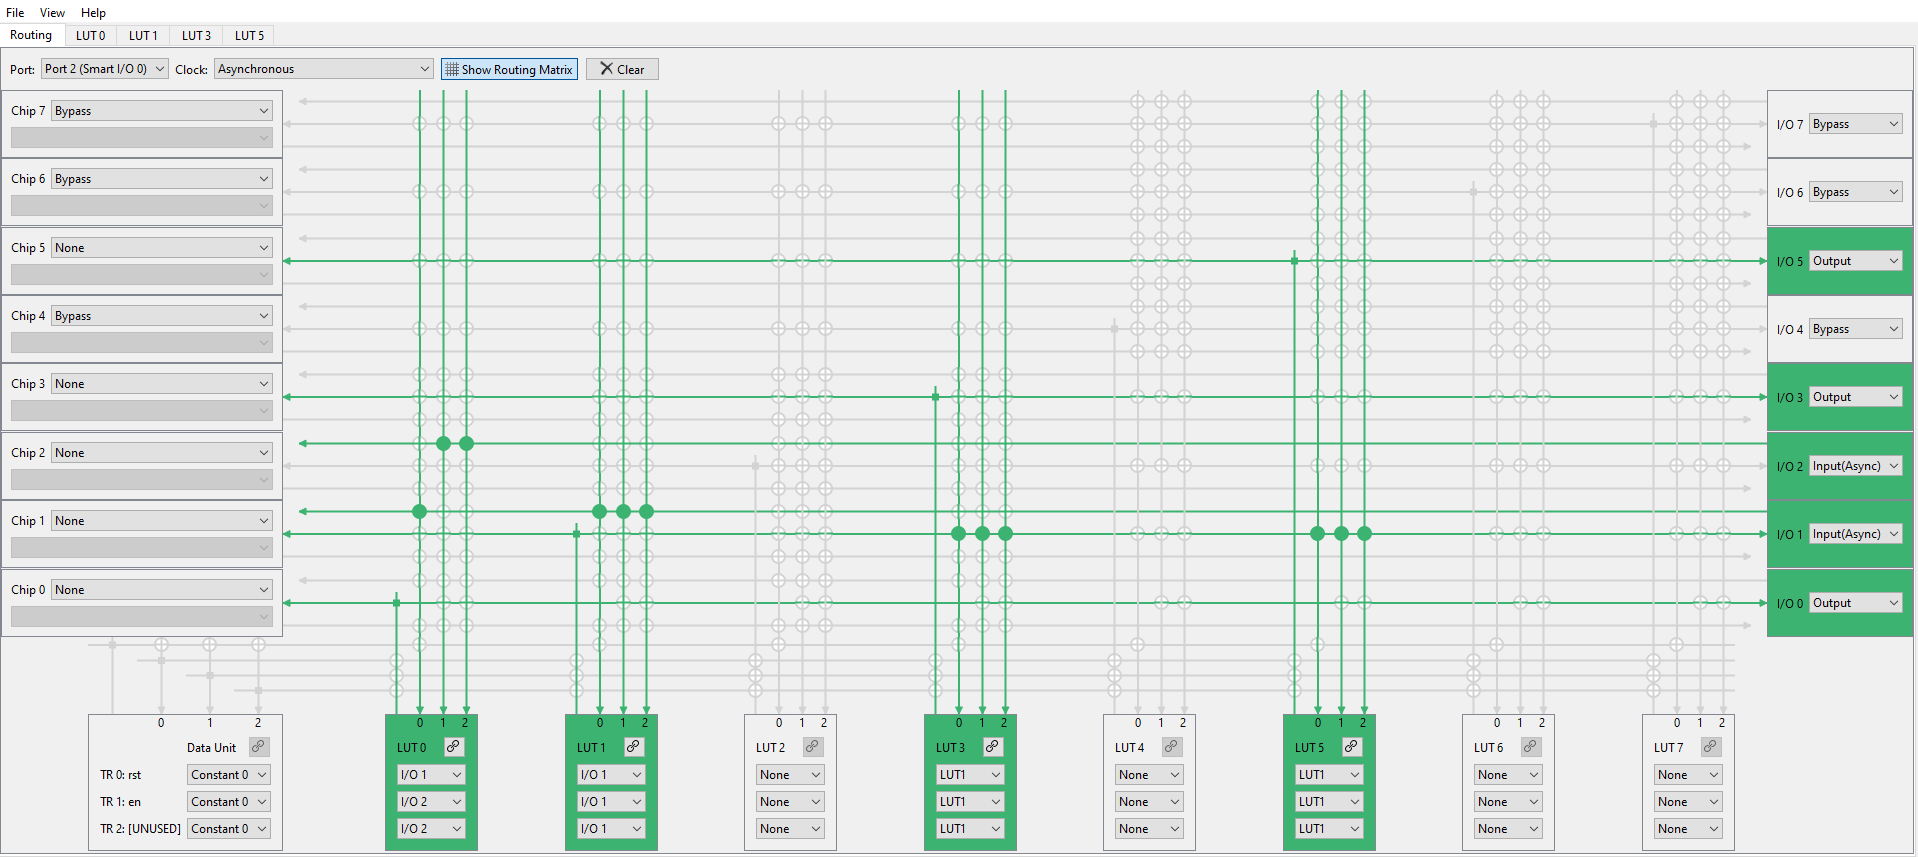 File View Help
Routing LUT 0 LUT 1 LUT 3 LUT 5
Port: Port 2 (Smart I/O 0) Clock: Asynchronous Show Routing Matrix Clear
Chip 7 Bypass
I/O 7 Bypass
Chip 6 Bypass
I/O 6 Bypass
Chip 5 None
I/O 5 Output
Chip 4 Bypass
I/O 4 Bypass
Chip 3 None
I/O 3 Output
Chip 2 None
I/O 2 Input(Async)
Chip 1 None
I/O 1 Input(Async)
Chip 0 None
I/O 0 Output
0 1 2 0 1 2 0 1 2 0 1 2 0 1 2 0 1 2 0 1 2 0 1 2 0 1 2
Data Unit LUT 0 LUT 1 LUT 2 LUT 3 LUT 4 LUT 5 LUT 6 LUT 7
TR 0: rst Constant 0 I/O 1 I/O 1 None LUT1 None LUT1 None None
TR 1: en Constant 0 I/O 2 I/O 1 None LUT1 None LUT1 None None
TR 2: [UNUSED] Constant 0 I/O 2 I/O 1 None LUT1 None LUT1 None None